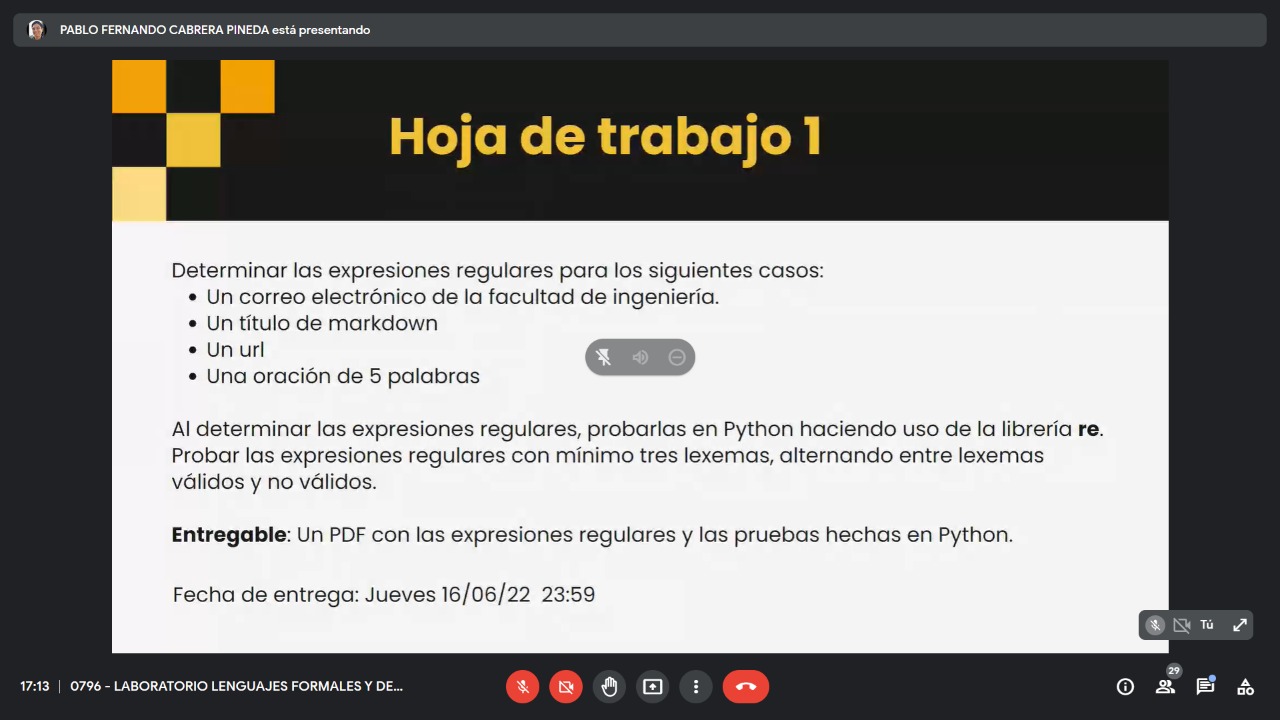 PABLO FERNANDO CABRERA PINEDA está presentando
Hoja de trabajo 1
Determinar las expresiones regulares para los siguientes casos:
• Un correo electrónico de la facultad de ingeniería.
• Un título de markdown
• Un url
• Una oración de 5 palabras
Al determinar las expresiones regulares, probarlas en Python haciendo uso de la librería re.
Probar las expresiones regulares con mínimo tres lexemas, alternando entre lexemas
válidos y no válidos.
Entregable: Un PDF con las expresiones regulares y las pruebas hechas en Python.
Fecha de entrega: Jueves 16/06/22 23:59
Tú
17:13 | 0796 - LABORATORIO LENGUAJES FORMALES Y DE...
29